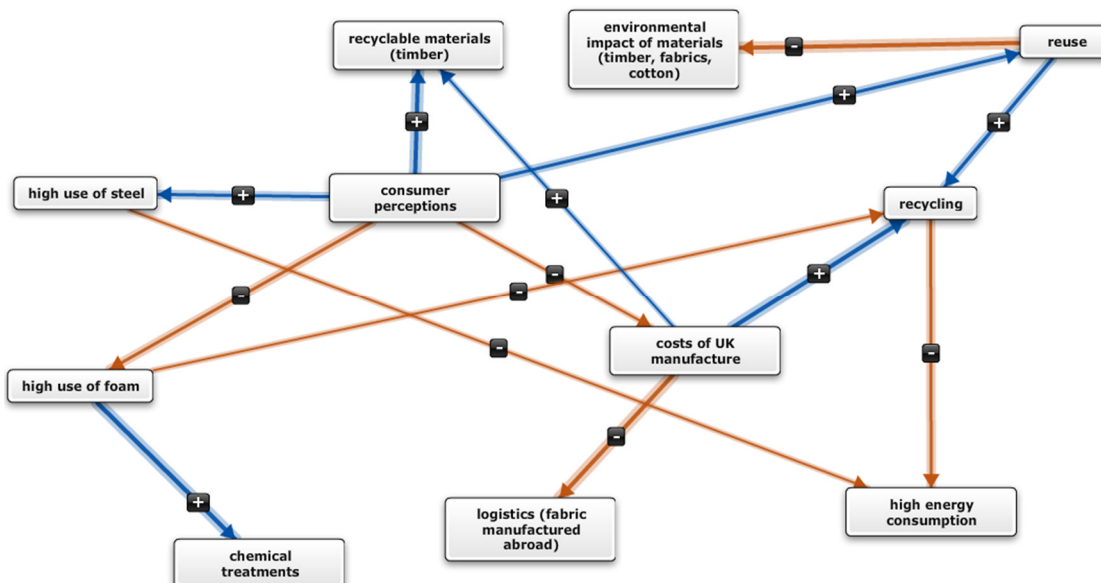 recyclable materials
(timber)
environmental
impact of materials
(timber, fabrics,
cotton)
-
reuse
+
+
+
high use of steel
+
consumer
perceptions
+
recycling
-
-
-
+
costs of UK
manufacture
-
-
high use of foam
-
+
logistics (fabric
manufactured
abroad)
high energy
consumption
chemical
treatments